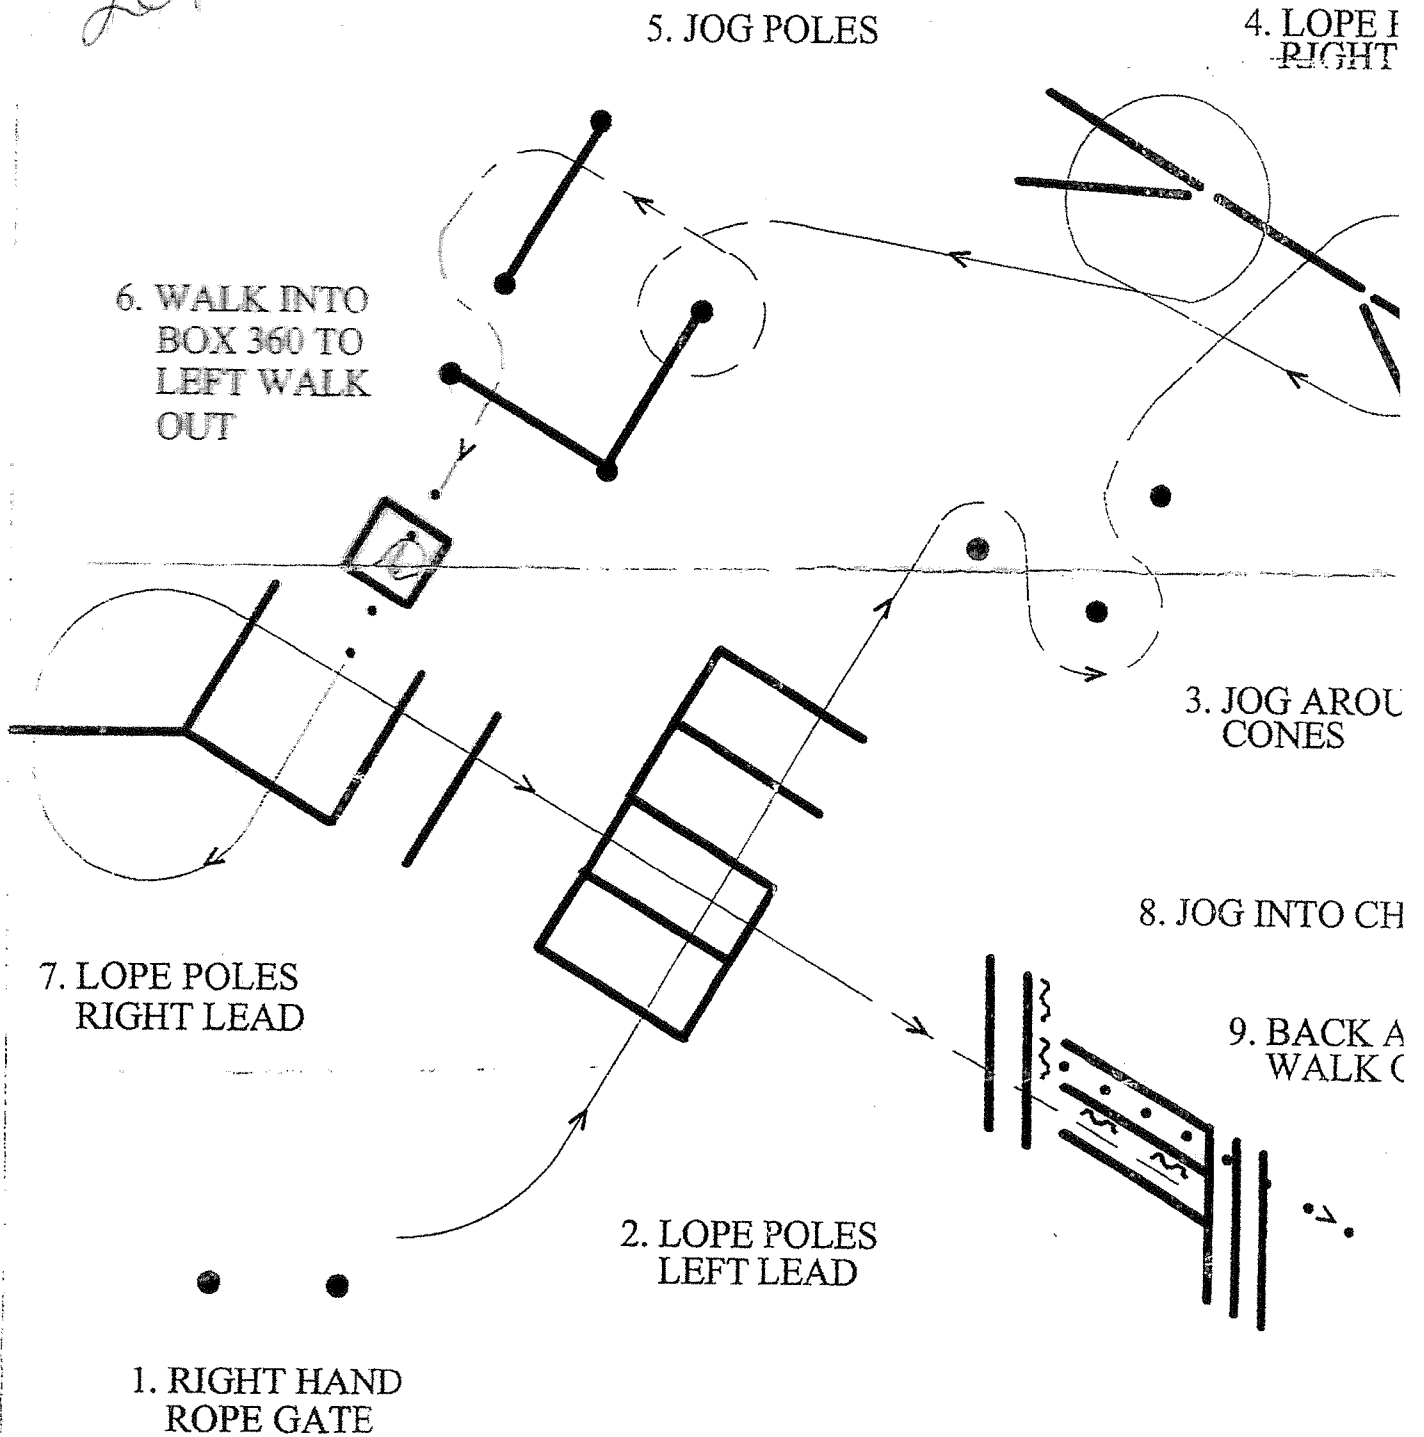 5. JOG POLES
4. LOPE
RIGHT
6. WALK INTO
BOX 360 TO
LEFT WALK
OUT
3. JOG AROU
CONES
8. JOG INTO CH
7. LOPE POLES
RIGHT LEAD
9. BACK A
WALK
2. LOPE POLES
LEFT LEAD
1. RIGHT HAND
ROPE GATE